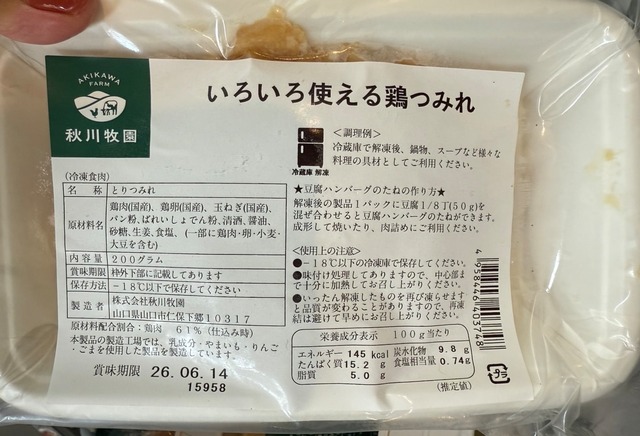 AKIKAWA
FARM
秋川牧園
いろいろ使える鶏つみれ
冷蔵庫 解凍
＜調理例＞
冷蔵庫で解凍後、鍋物、スープなど様々な
料理の具材としてご利用ください。
（冷凍食肉）
名 称 とりつみれ
原材料名 鶏肉(国産)、鶏卵(国産)、玉ねぎ(国産)、
パン粉、ばれいしょでん粉、清酒、醤油、
砂糖、生姜、食塩、（一部に鶏肉・卵・小麦・
大豆を含む）
内 容 量 200グラム
賞味期限 枠外下部に記載してあります
保存方法 －18℃以下で保存してください
製 造 者 株式会社秋川牧園
山口県山口市仁保下郷10317
原材料配合割合：鶏肉 61％（仕込み時）
本製品の製造工場では、乳成分・やまいも・りんご
・ごまを使用した製品を製造しています。
賞味期限 26.06.14
15958
★豆腐ハンバーグのたねの作り方★
解凍後の製品1パックに豆腐1/8丁(50g)を
混ぜ合わせると豆腐ハンバーグのたねができます。
成形して焼いたり、肉詰めにご利用ください。
＜使用上の注意＞
●－18℃以下の冷凍庫で保存してください。
●味付け処理してありますので、中心部ま
で十分に加熱してお召し上がりください。
●いったん解凍したものを再び凍らせます
と品質が変わることがありますので、再凍
結は避けて早めにお召し上がりください。
栄養成分表示 100g当たり
エネルギー 145 kcal 炭水化物 9.8 g
たんぱく質 15.2 g 食塩相当量 0.74g
脂質 5.0 g
（推定値）
4958446403748
プラ